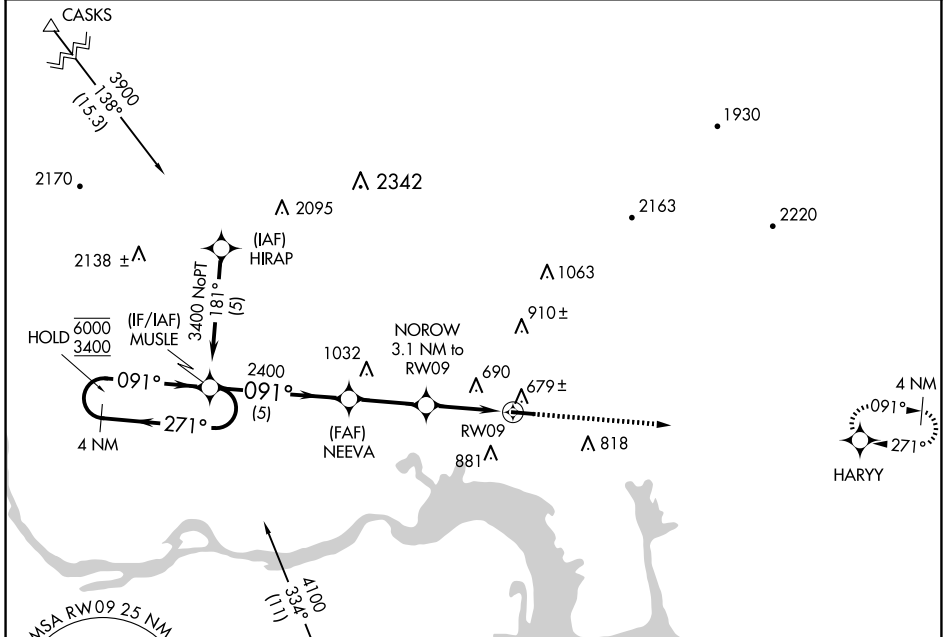 CASKS
3900
138°
(15.3)
1930
2170
2342
2095
2163
2220
2138 ±
(IAF)
HIRAP
3400 NoPT
181°
(5)
1063
910 ±
HOLD
6000
3400
(IF/IAF)
MUSLE
NOROW
3.1 NM to
RW09
1032
2400
091°
091°
(5)
690
679 ±
271°
4 NM
(FAF)
NEEVA
RW09
881
818
4 NM
091°
271°
HARYY
4100
334°
(11)
MSA RW09 25 NM